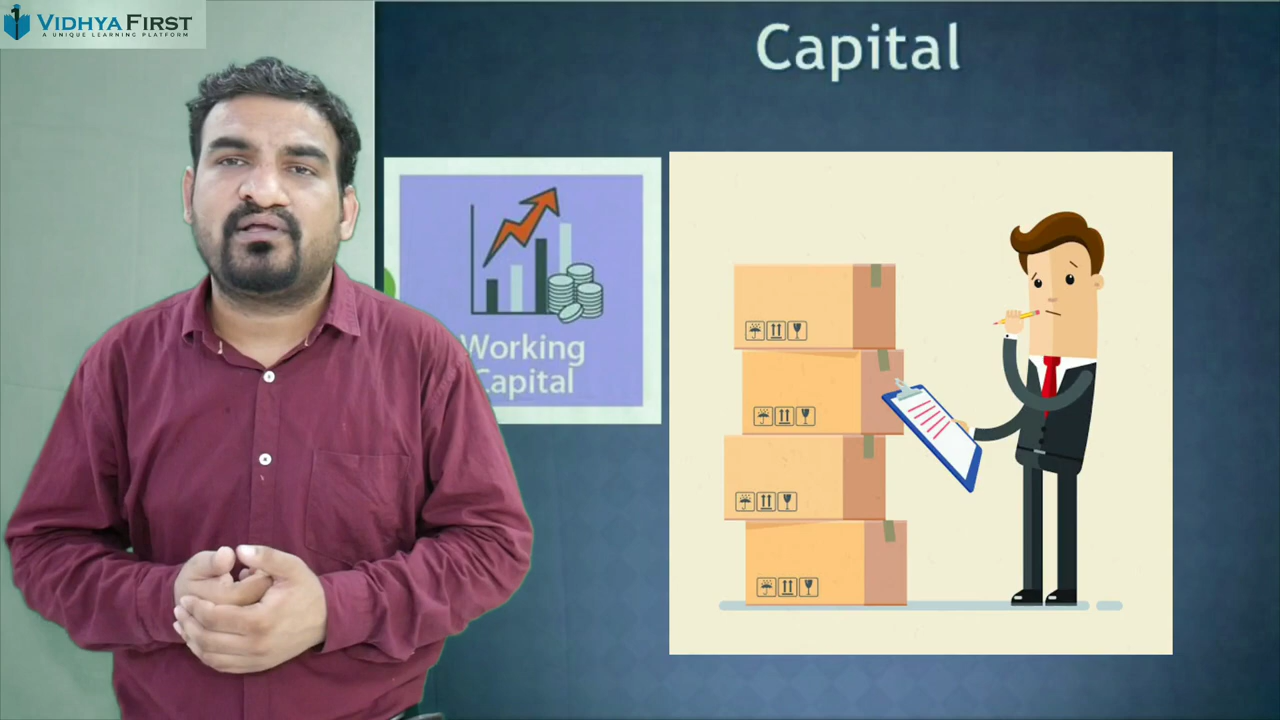 VIDHYA FIRST
A UNIQUE LEARNING PLATFORM
Capital
Working
Capital